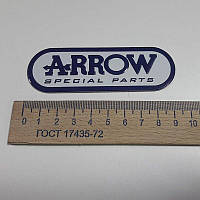 ARROW
SPECIAL PARTS
0 1 2 3 4 5 6 7 8 9 10
ГОСТ 17435-72